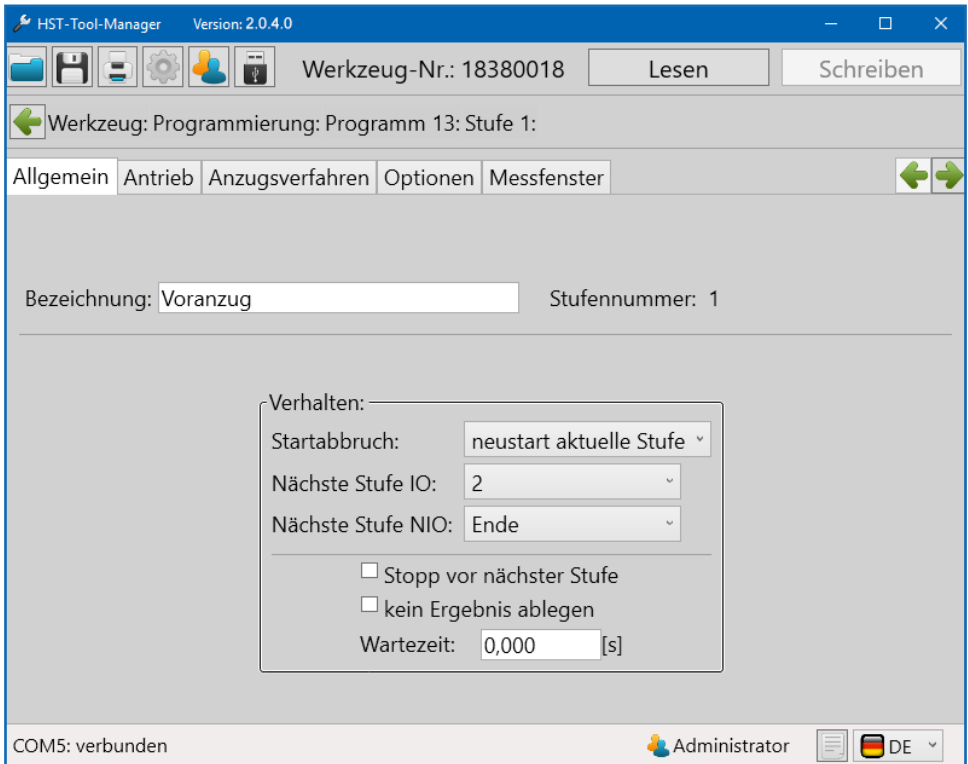 HST-Tool-Manager Version: 2.0.4.0
Werkzeug-Nr.: 18380018 Lesen Schreiben
Werkzeug: Programmierung: Programm 13: Stufe 1:
Allgemein Antrieb Anzugsverfahren Optionen Messfenster
Bezeichnung: Voranzug Stufennummer: 1
Verhalten:
Startabbruch: neustart aktuelle Stufe
Nächste Stufe IO: 2
Nächste Stufe NIO: Ende
Stopp vor nächster Stufe
kein Ergebnis ablegen
Wartezeit: 0,000 [s]
COM5: verbunden Administrator DE